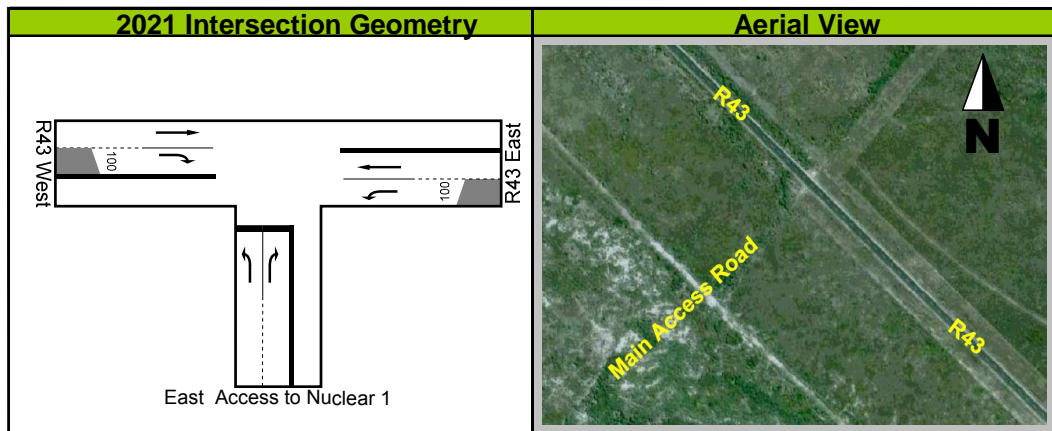 2021 Intersection Geometry
Aerial View
R43 West
100
100
R43 East
East Access to Nuclear 1
R43
N
Main Access Road
R43